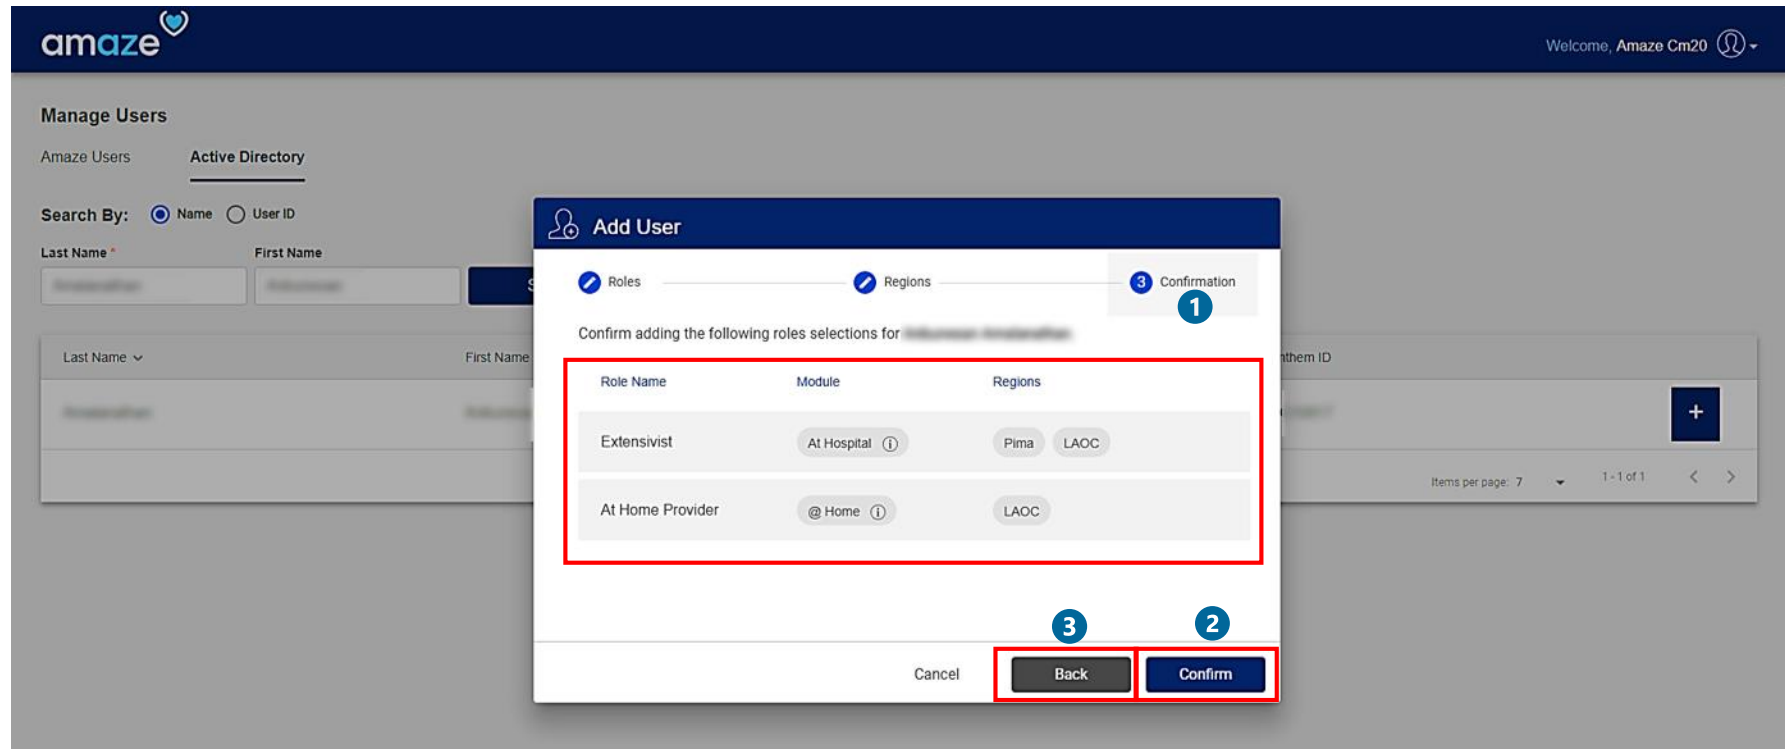 amaze
Welcome, Amaze Cm20
Manage Users
Amaze Users Active Directory
Search By: Name User ID
Last Name * First Name
S
Add User
Roles Regions 3 Confirmation
1
Confirm adding the following roles selections for
Last Name First Name nthem ID
Role Name Module Regions
Extensivist At Hospital Pima LAOC
+
At Home Provider @ Home LAOC
Items per page: 7 1 - 1 of 1
3 2
Cancel Back Confirm